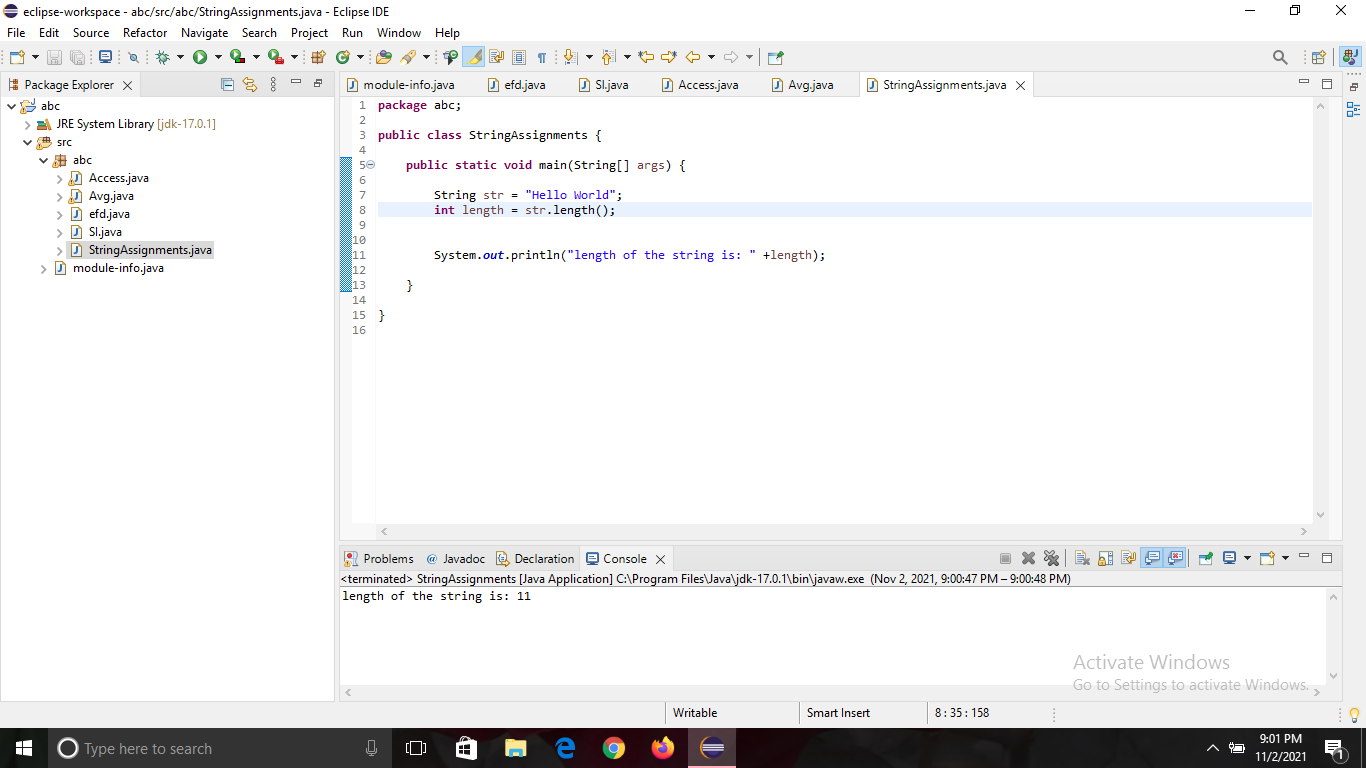 eclipse-workspace - abc/src/abc/StringAssignments.java - Eclipse IDE
File Edit Source Refactor Navigate Search Project Run Window Help
Package Explorer
abc
JRE System Library [jdk-17.0.1]
src
abc
Access.java
Avg.java
efd.java
SI.java
StringAssignments.java
module-info.java
module-info.java efd.java SI.java Access.java Avg.java StringAssignments.java
1 package abc;
2
3 public class StringAssignments {
4
5 public static void main(String[] args) {
6
7 String str = "Hello World";
8 int length = str.length();
9
10
11 System.out.println("length of the string is: " +length);
12
13 }
14
15 }
16
Problems @ Javadoc Declaration Console
<terminated> StringAssignments [Java Application] C:\Program Files\Java\jdk-17.0.1\bin\javaw.exe (Nov 2, 2021, 9:00:47 PM – 9:00:48 PM)
length of the string is: 11
Activate Windows
Go to Settings to activate Windows.
Writable Smart Insert 8 : 35 : 158
Type here to search
9:01 PM
11/2/2021
1